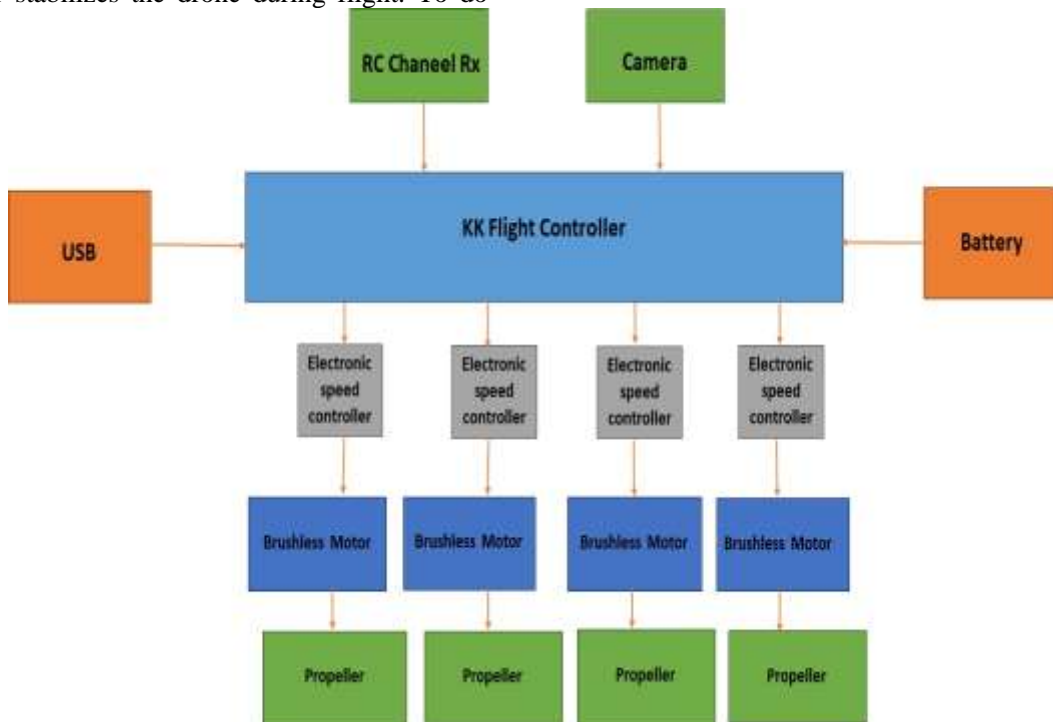 stabilizes the drone during flight. To do
RC Chaneel Rx
Camera
USB
KK Flight Controller
Battery
Electronic
speed
controller
Electronic
speed
controller
Electronic
speed
controller
Electronic
speed
controller
Brushless Motor
Brushless Motor
Brushless Motor
Brushless Motor
Propeller
Propeller
Propeller
Propeller